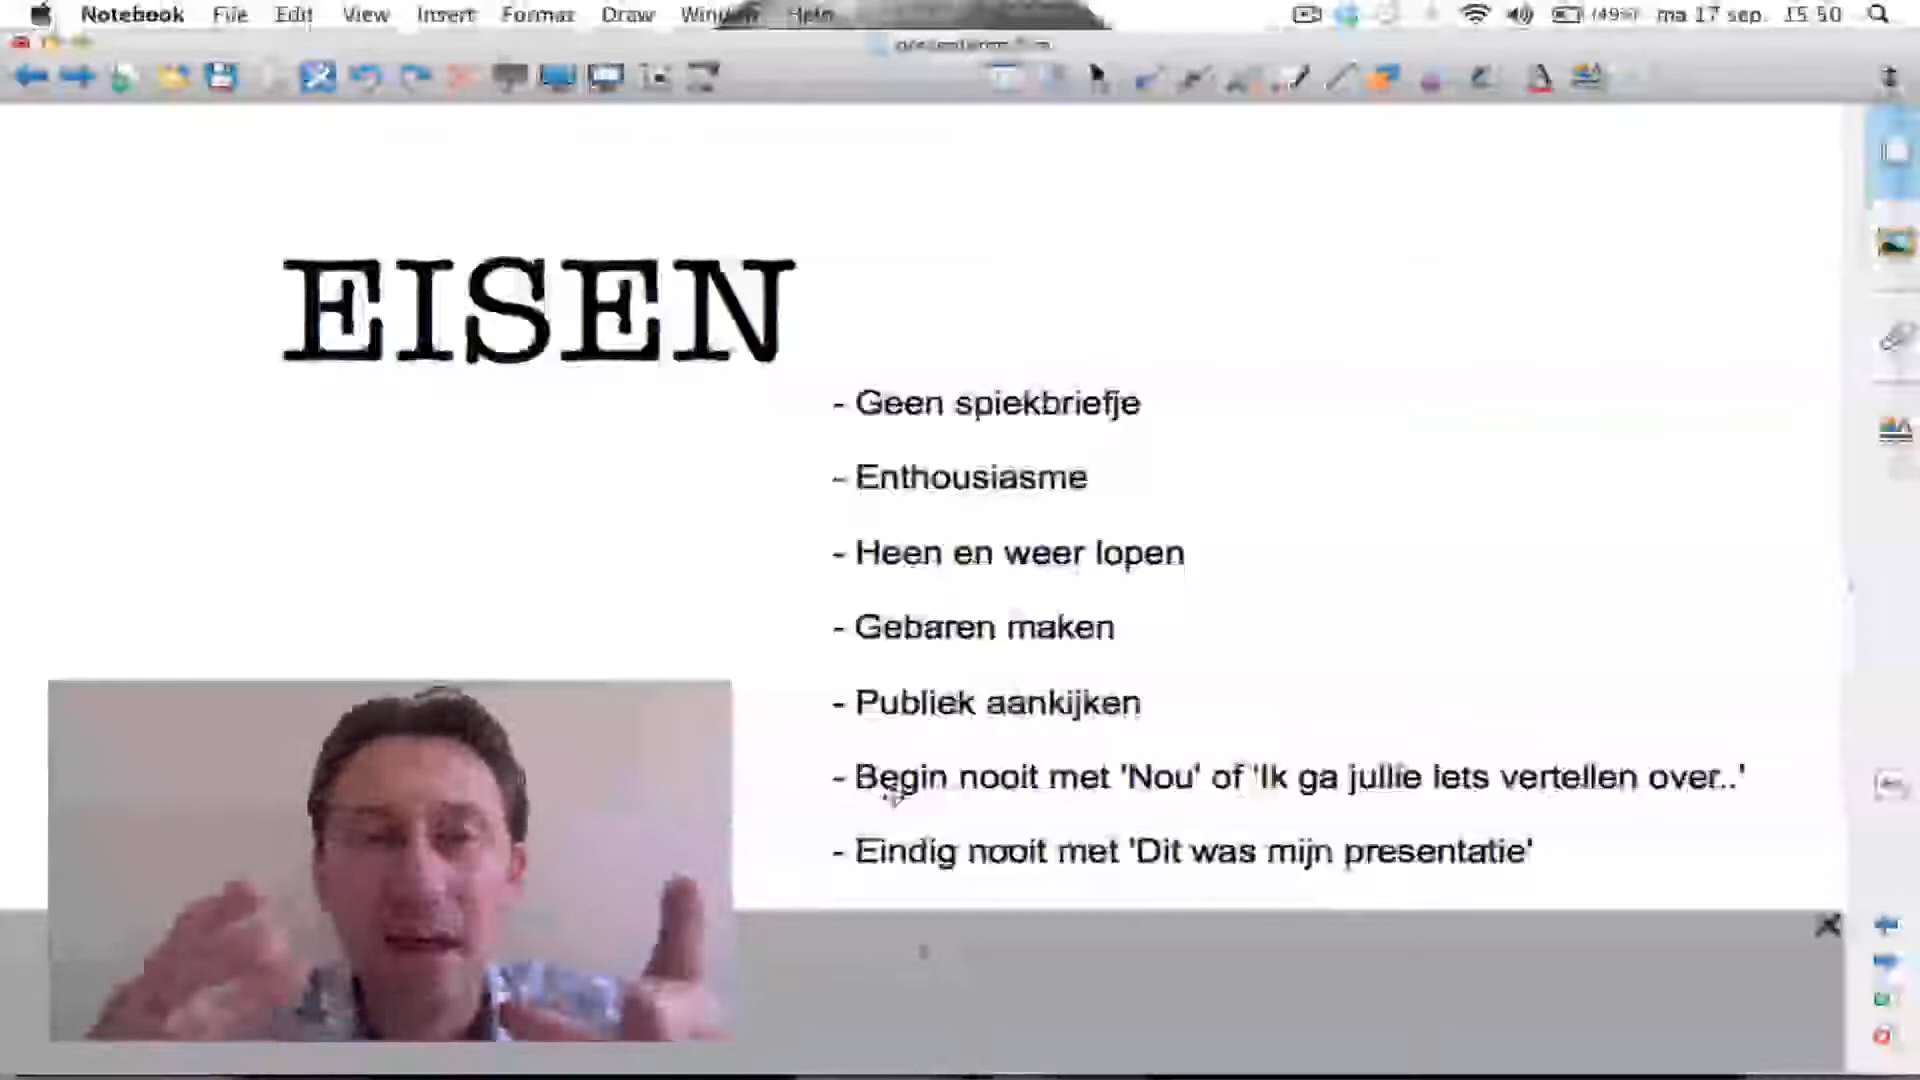 Notebook File Edit View Insert Format Draw Window Help (49%) ma 17 sep. 15:50
EISEN
- Geen spiekbriefje
- Enthousiasme
- Heen en weer lopen
- Gebaren maken
- Publiek aankijken
- Begin nooit met 'Nou' of 'Ik ga jullie iets vertellen over..'
- Eindig nooit met 'Dit was mijn presentatie'